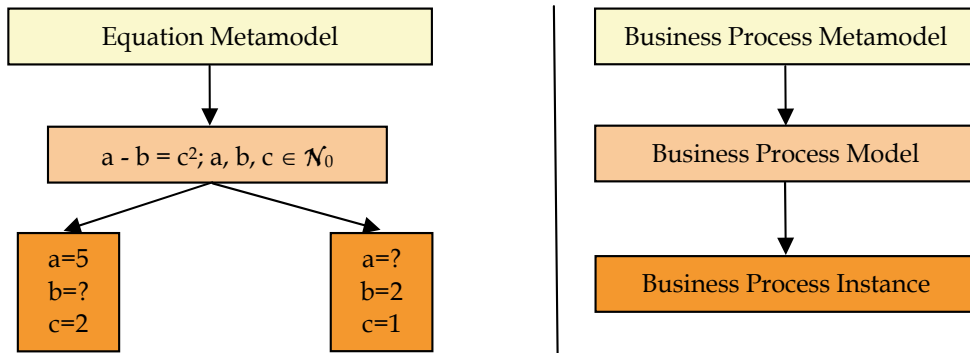 Equation Metamodel
a - b = c²; a, b, c ∈ 𝒩₀
a=5
b=?
c=2
a=?
b=2
c=1
Business Process Metamodel
Business Process Model
Business Process Instance